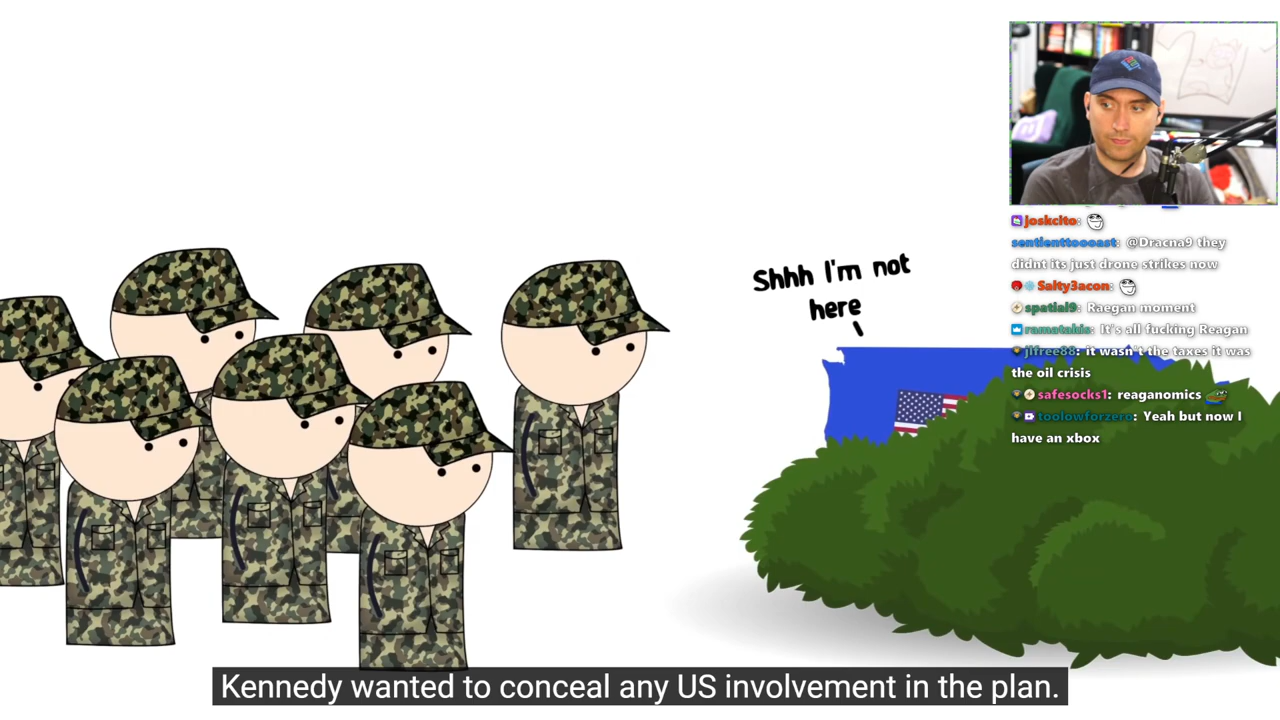 Shhh I'm not
here
joskcito:
sentienttoooast: @Dracna9 they
didnt its just drone strikes now
Salty3acon:
spatial9: Raegan moment
ramatahis: It's all fucking Reagan
jlfree88: it wasn't the taxes it was
the oil crisis
safesocks1: reaganomics
toolowforzero: Yeah but now I
have an xbox
Kennedy wanted to conceal any US involvement in the plan.